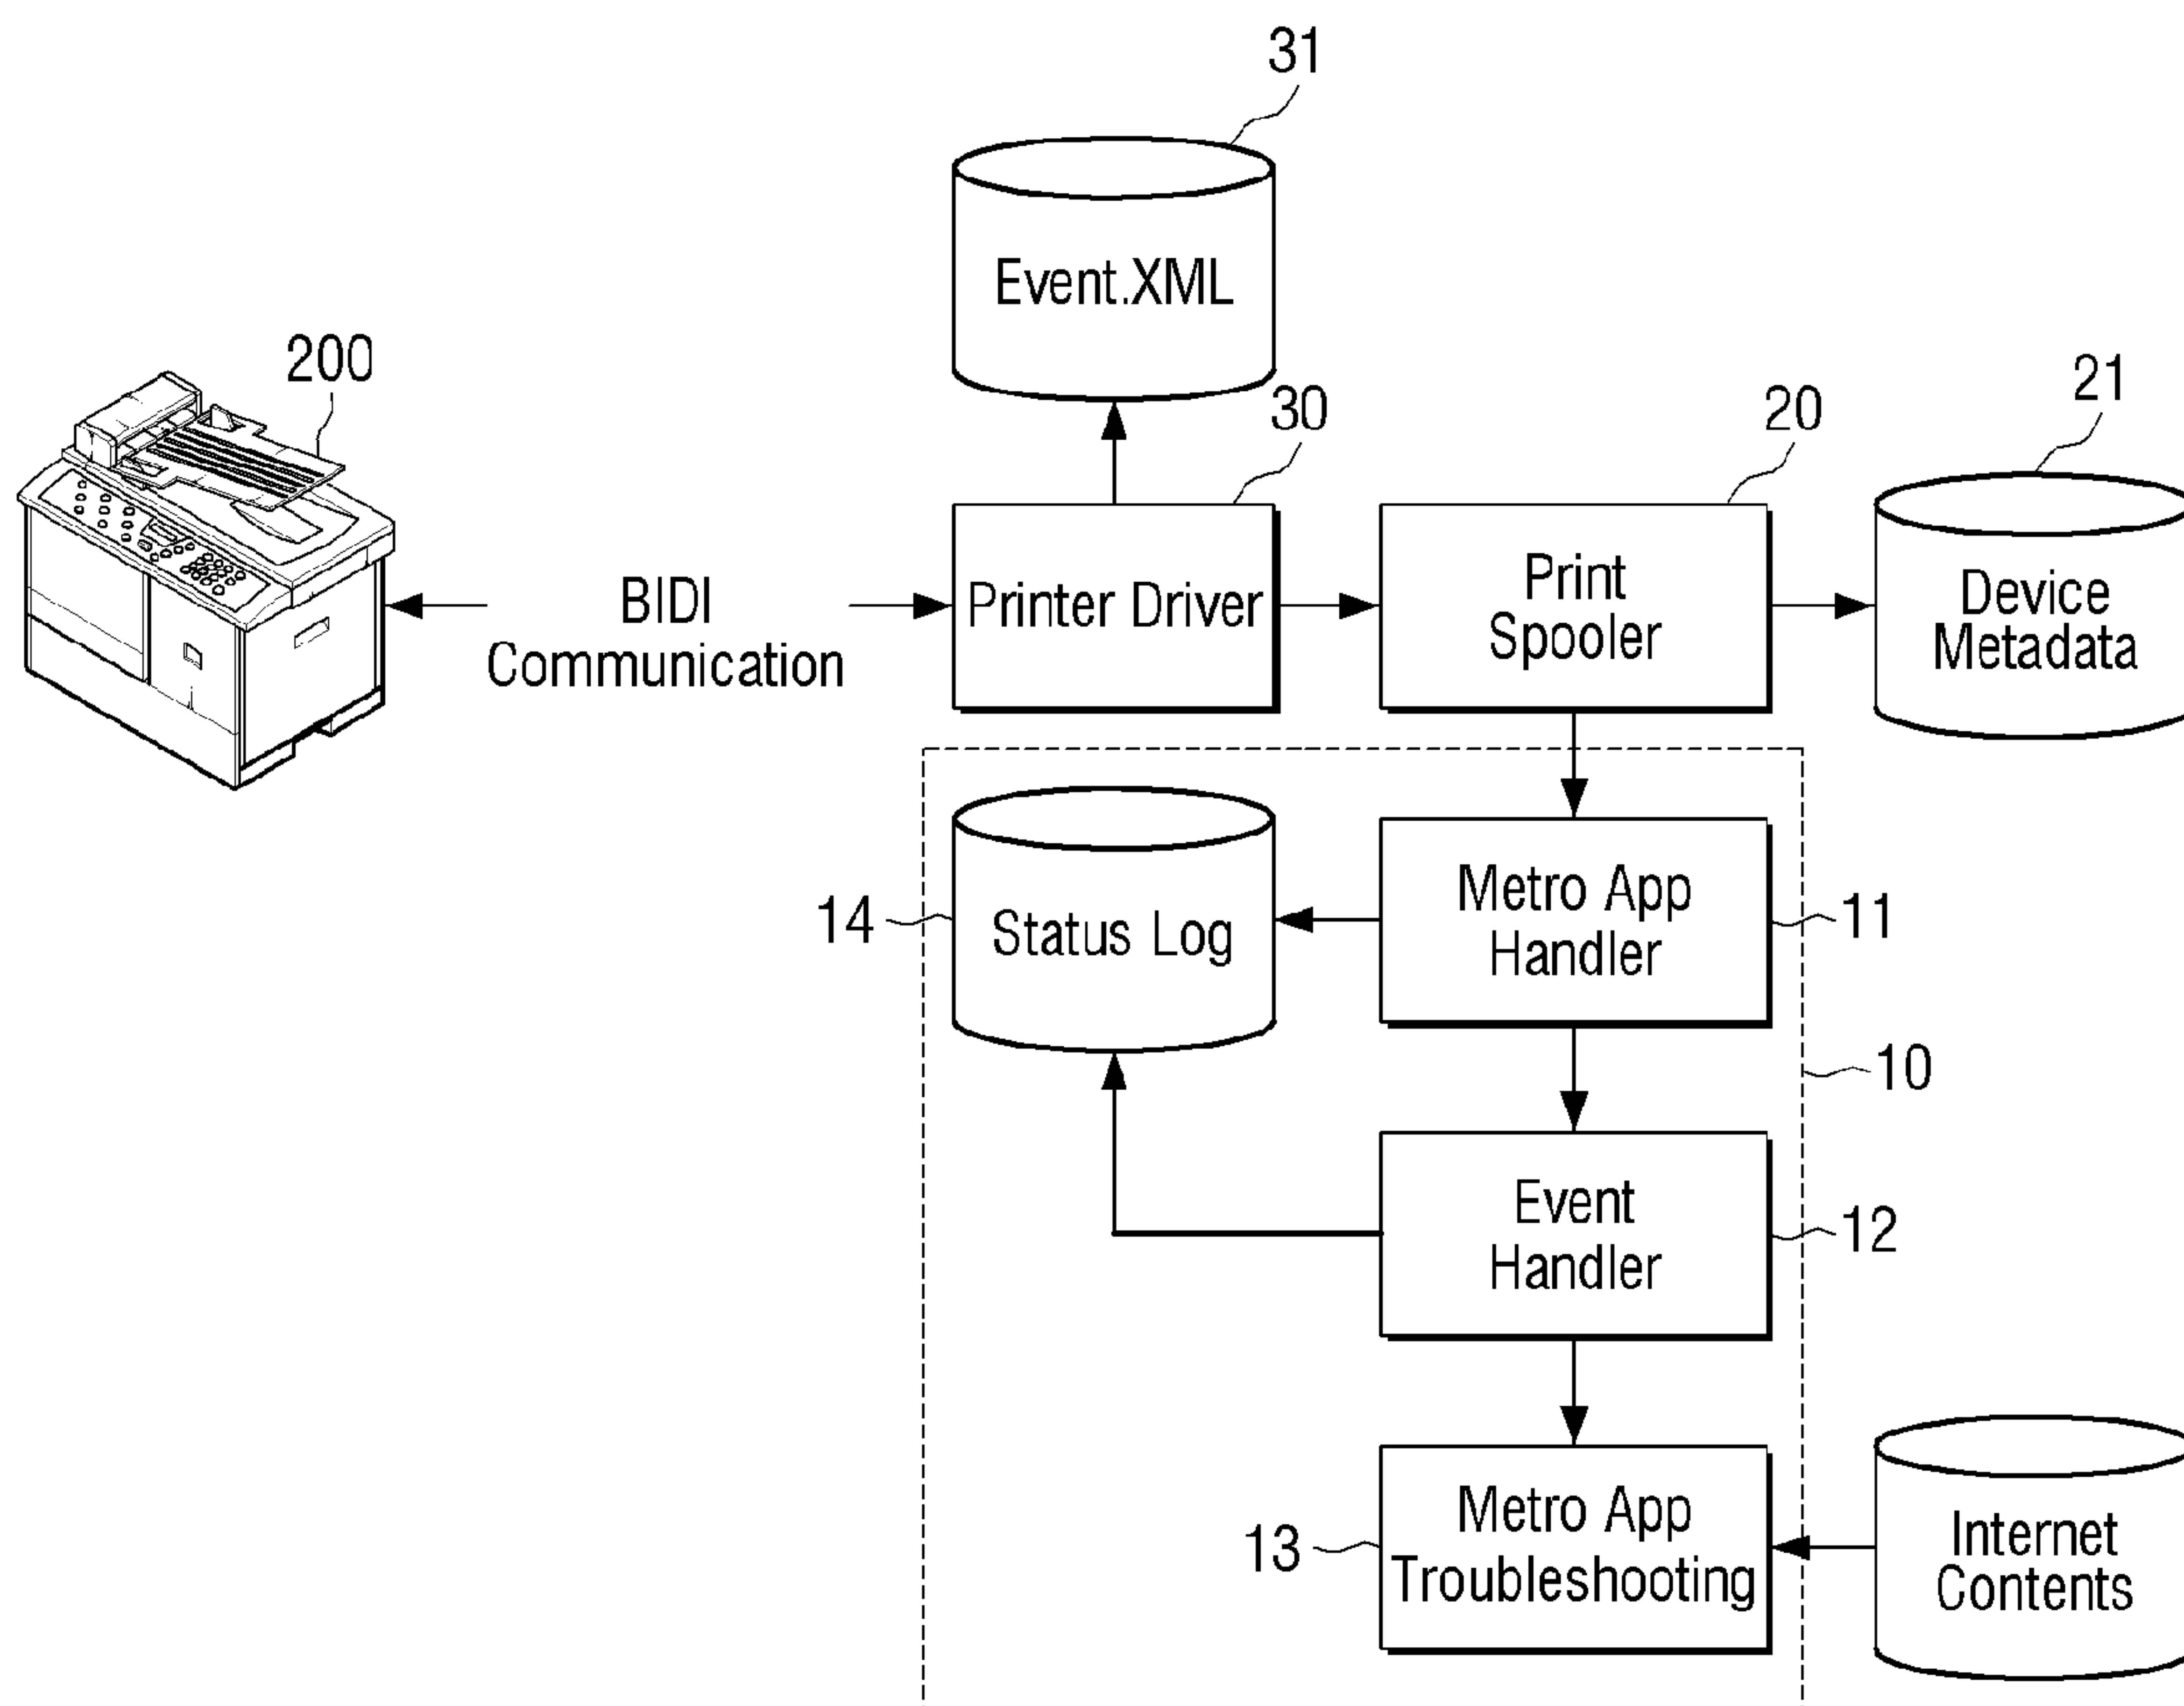 31
Event.XML
200
30
20
21
BIDI
Communication
Printer Driver
Print
Spooler
Device
Metadata
14
Status Log
Metro App
Handler
11
10
Event
Handler
12
13
Metro App
Troubleshooting
Internet
Contents